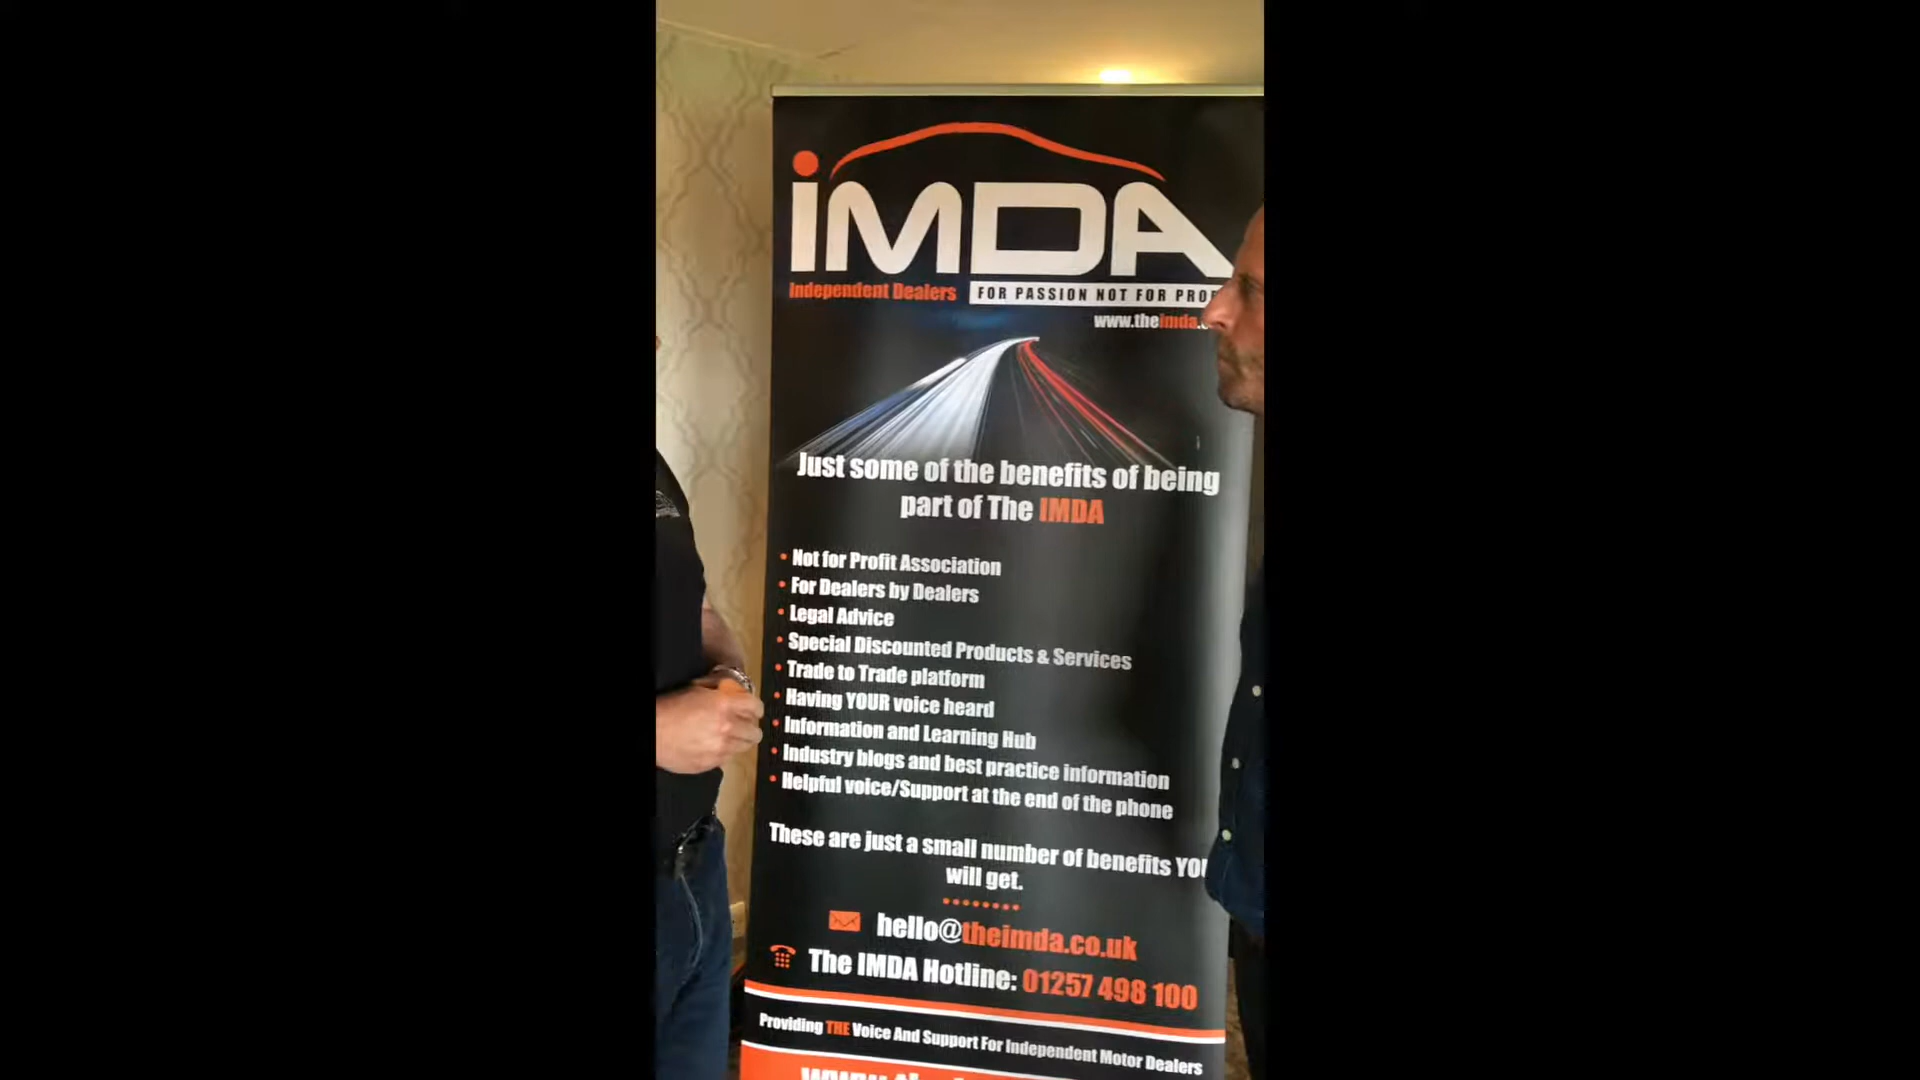 iMDA
Independent Dealers FOR PASSION NOT FOR
www.theimda.
Just some of the benefits of being
part of The IMDA
• Not for Profit Association
• For Dealers by Dealers
• Legal Advice
• Special Discounted Products & Services
• Trade to Trade platform
• Having YOUR voice heard
• Information and Learning Hub
• Industry blogs and best practice information
• Helpful voice/Support at the end of the phone
These are just a small number of benefits YOU
will get.
hello@theimda.co.uk
The IMDA Hotline: 01257 498 100
Providing THE Voice And Support For Independent Motor Dealers